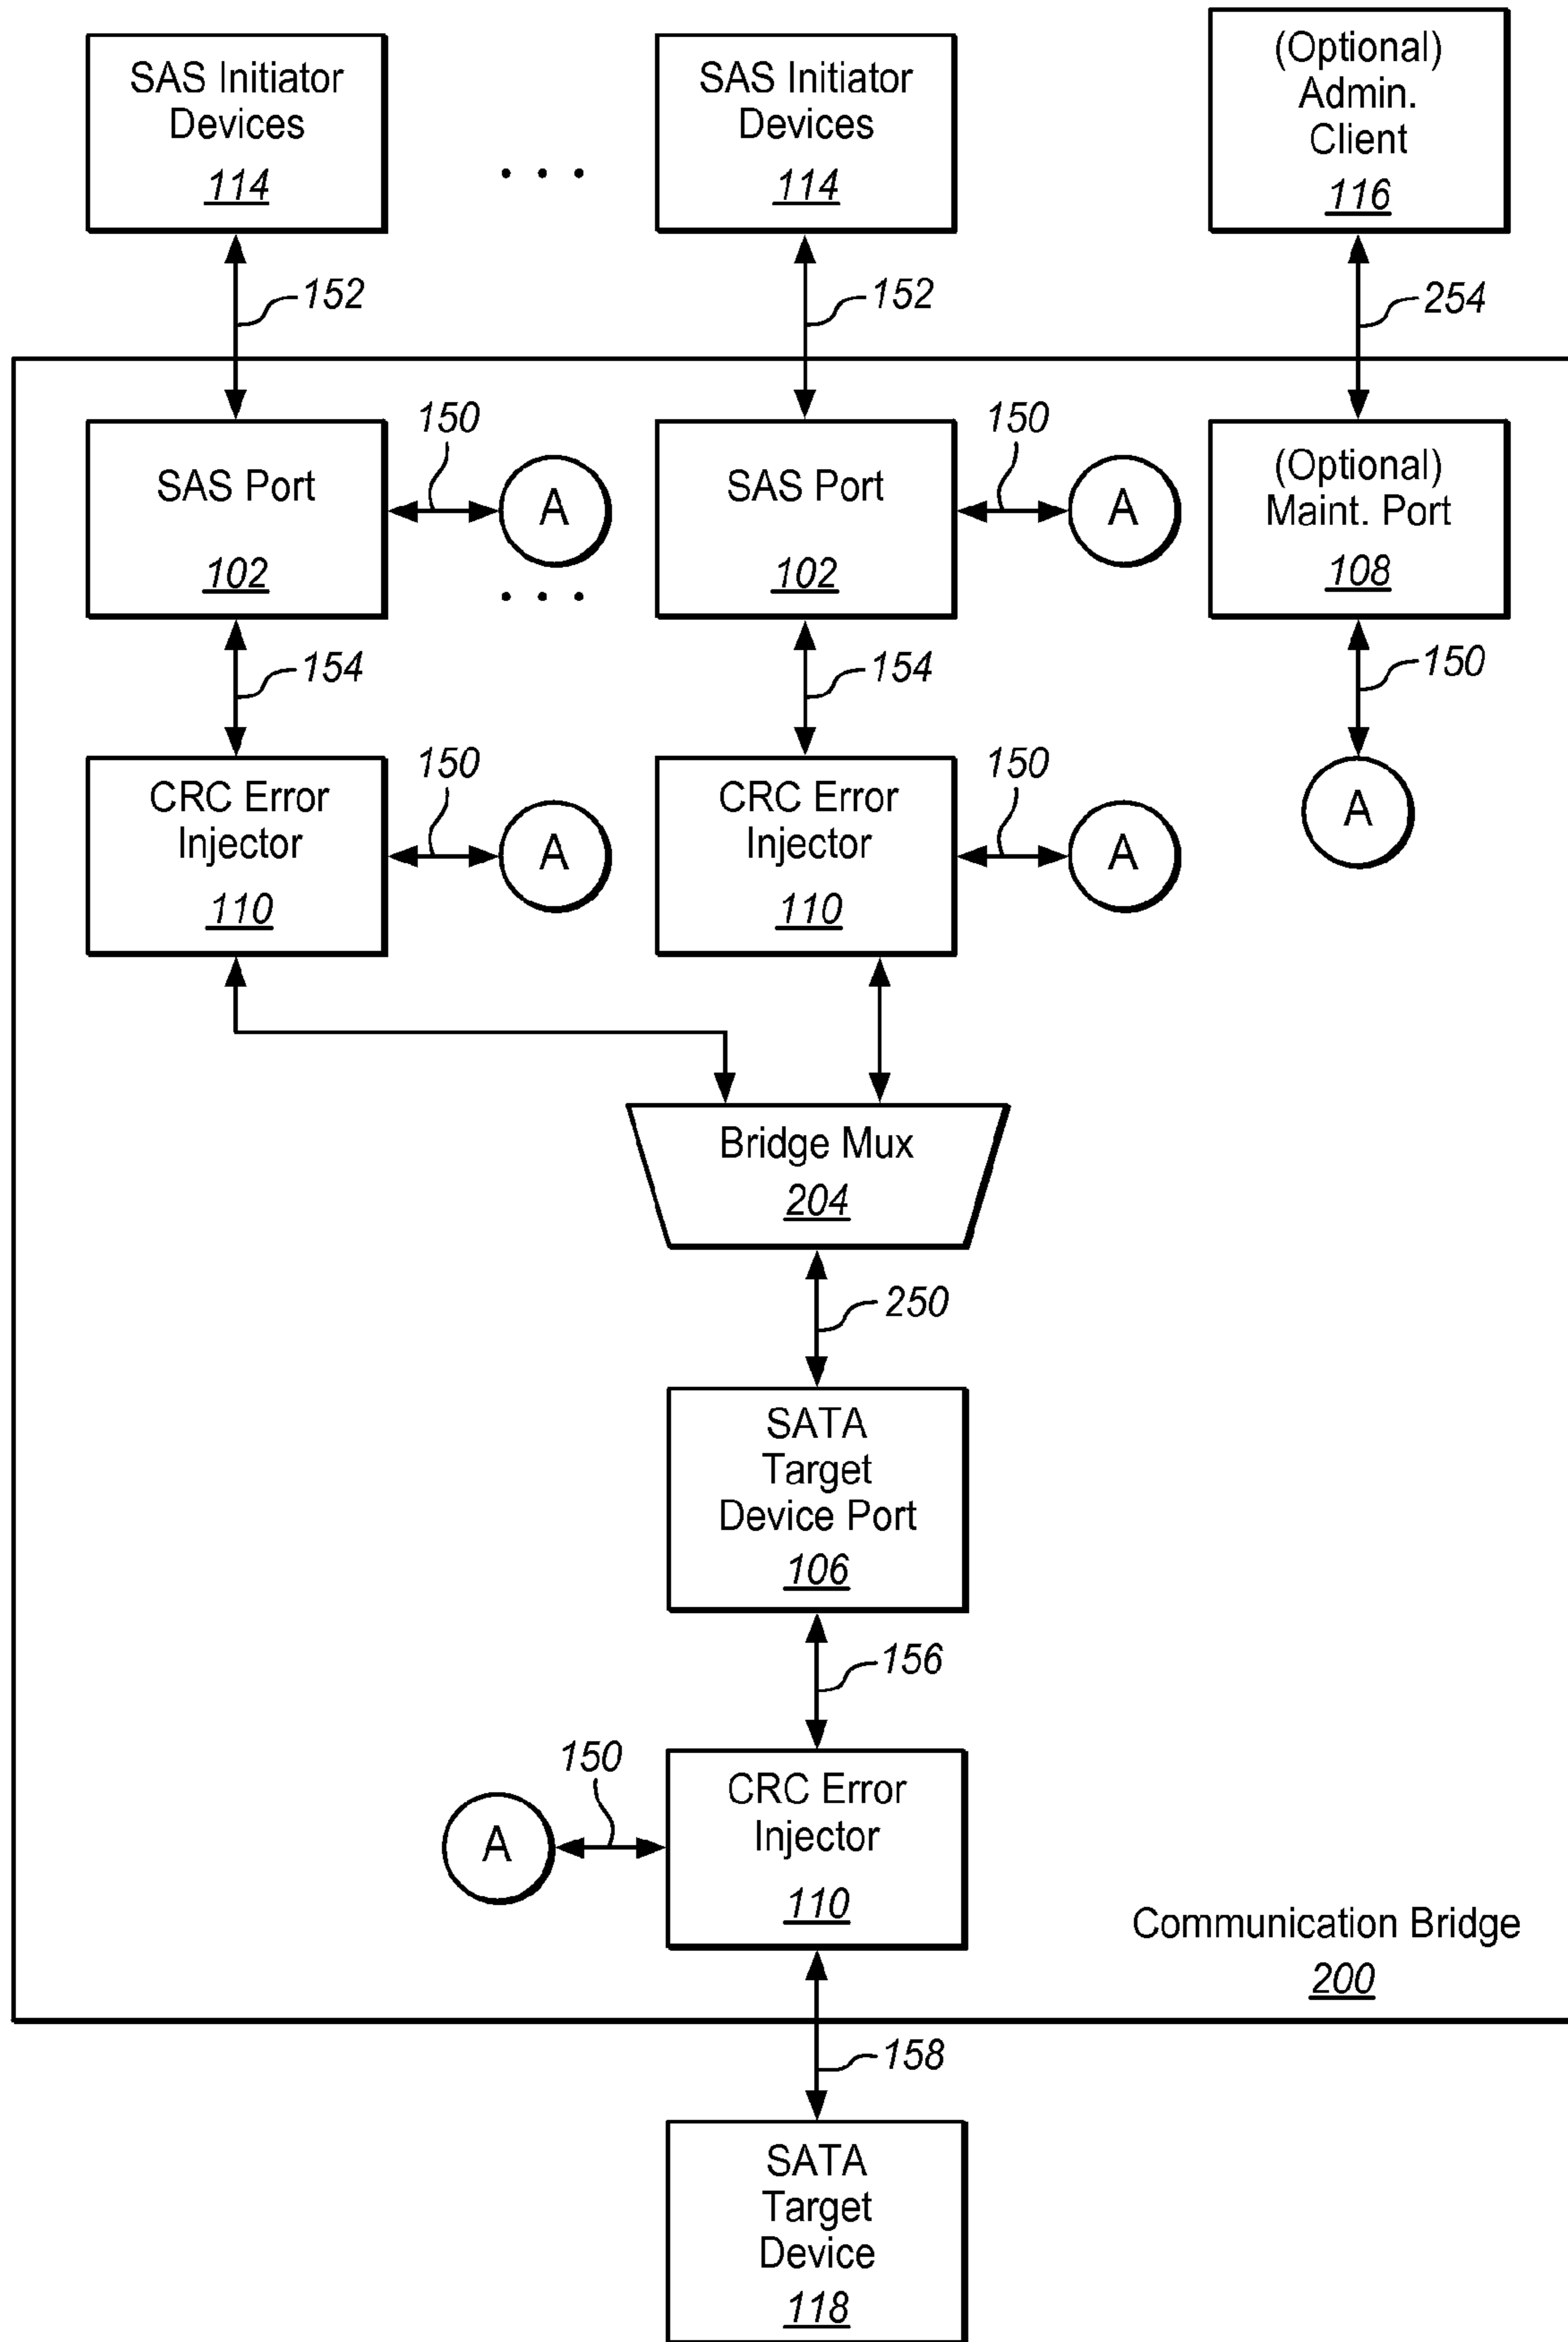 SAS Initiator
Devices
114
. . .
SAS Initiator
Devices
114
(Optional)
Admin.
Client
116
152
152
254
SAS Port
102
150
A
. . .
SAS Port
102
150
A
(Optional)
Maint. Port
108
154
154
150
A
CRC Error
Injector
110
150
A
CRC Error
Injector
110
150
A
Bridge Mux
204
250
SATA
Target
Device Port
106
156
150
A
CRC Error
Injector
110
Communication Bridge
200
158
SATA
Target
Device
118